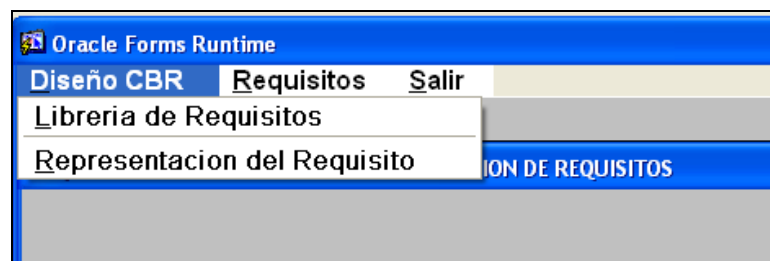 Oracle Forms Runtime
Diseño CBR Requisitos Salir
Libreria de Requisitos
Representacion del Requisito
ION DE REQUISITOS